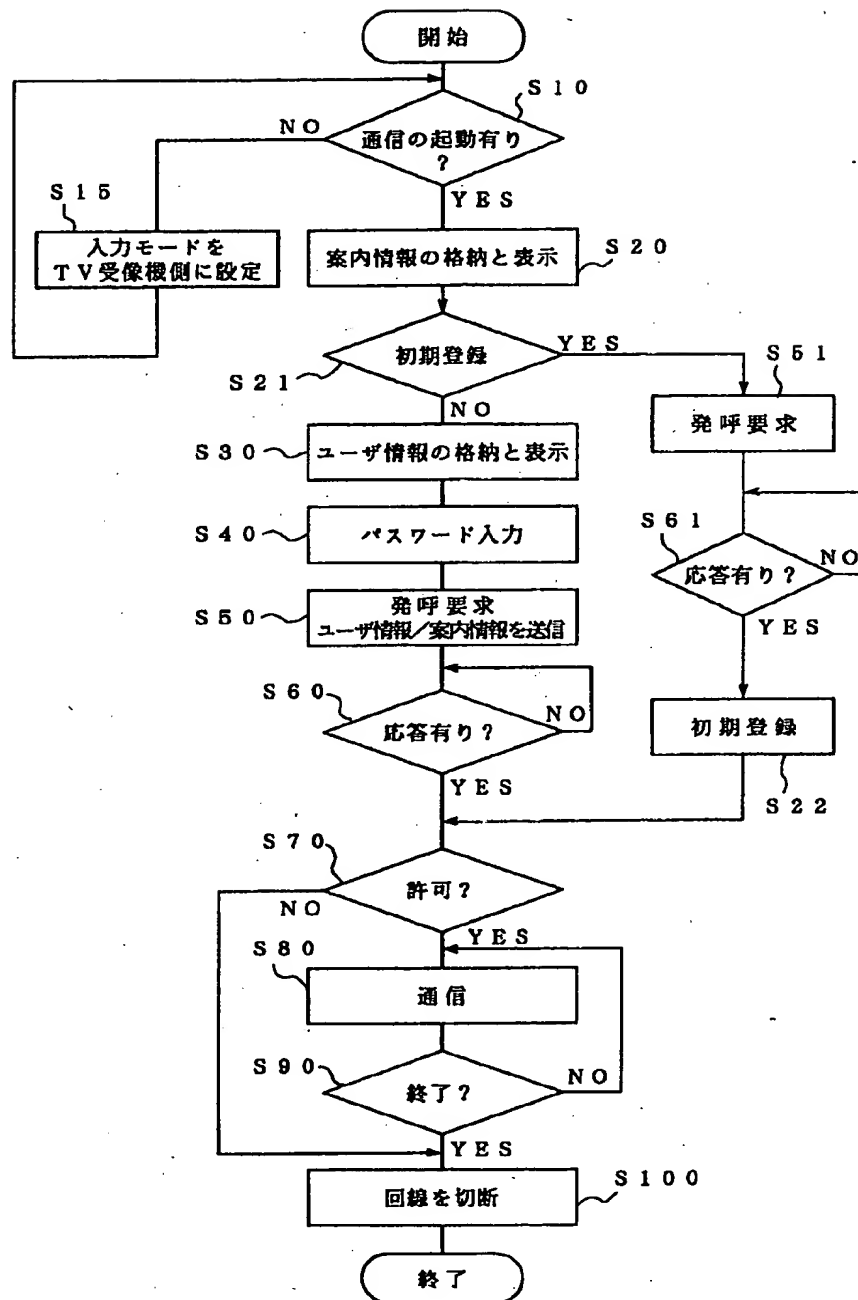 開始
S10
通信の起動有り
?
NO
YES
S15
入力モードを
TV受像機側に設定
案内情報の格納と表示
S20
初期登録
YES
S21
NO
S51
発呼要求
S30
ユーザ情報の格納と表示
S40
パスワード入力
S61
応答有り?
NO
YES
S50
発呼要求
ユーザ情報/案内情報を送信
S60
応答有り?
NO
YES
初期登録
S22
S70
許可?
NO
YES
S80
通信
S90
終了?
NO
YES
回線を切断
S100
終了